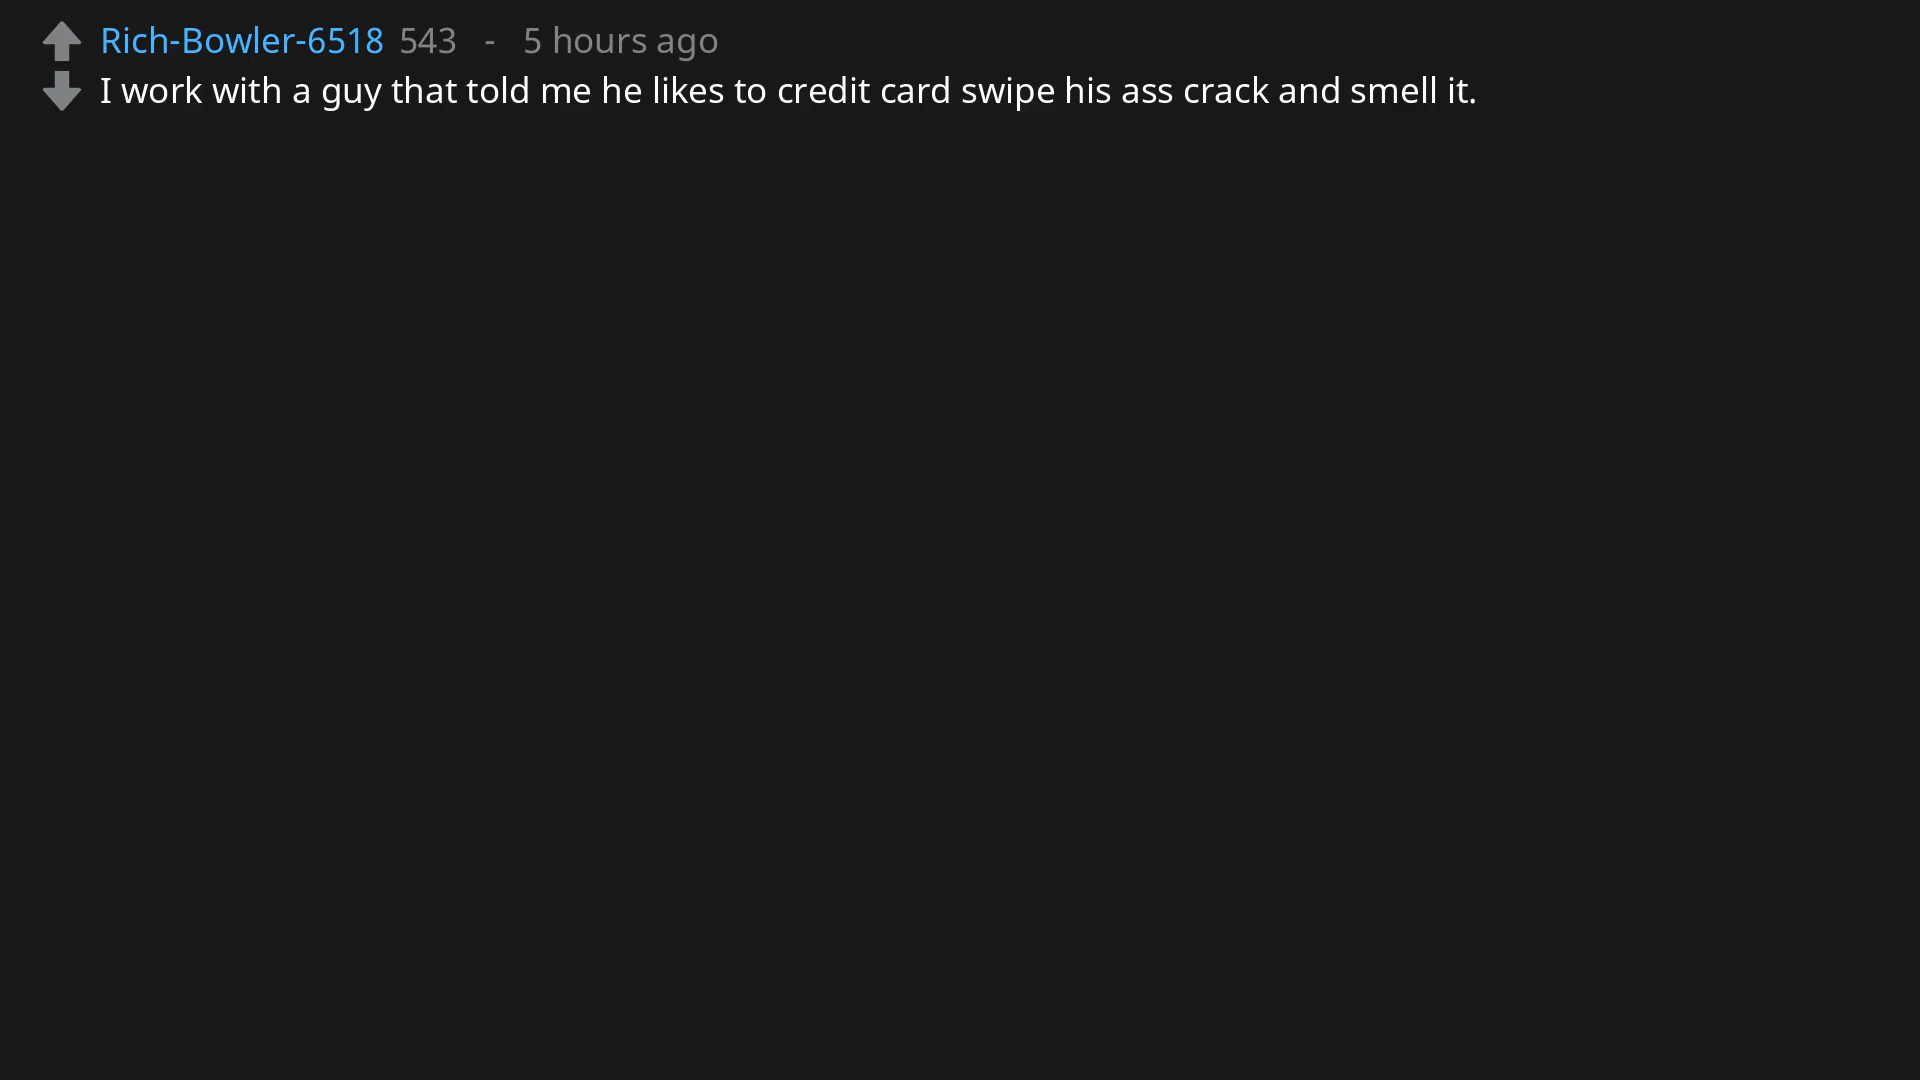 Rich-Bowler-6518 543 - 5 hours ago
I work with a guy that told me he likes to credit card swipe his ass crack and smell it.